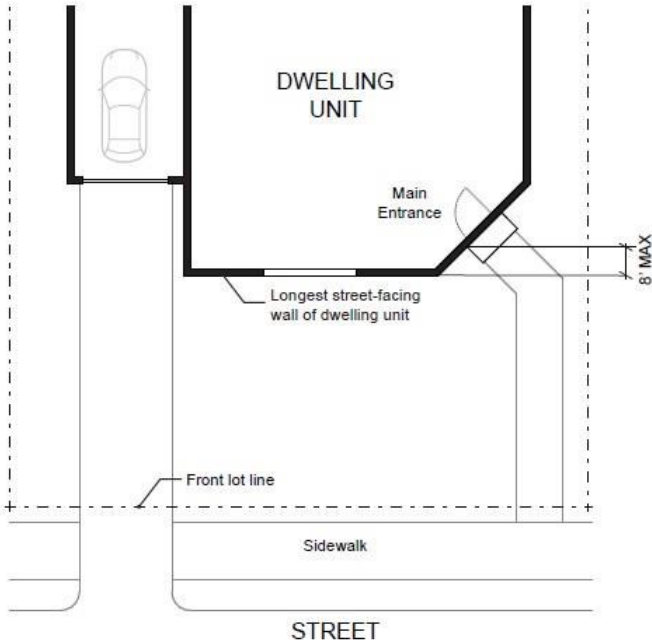 DWELLING
UNIT
Main
Entrance
8' MAX
Longest street-facing
wall of dwelling unit
Front lot line
Sidewalk
STREET